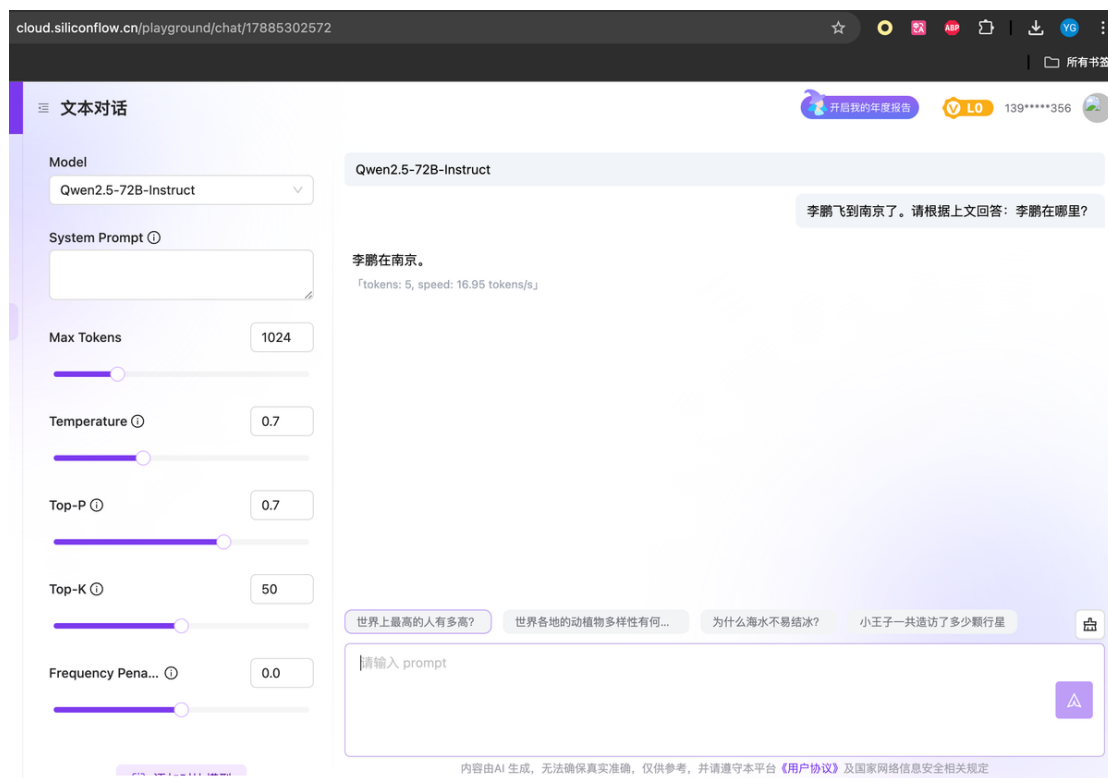 cloud.siliconflow.cn/playground/chat/17885302572
ABP
YG
所有书签
文本对话
开启我的年度报告
L0
139*****356
Model
Qwen2.5-72B-Instruct
System Prompt
Max Tokens
1024
Temperature
0.7
Top-P
0.7
Top-K
50
Frequency Pena...
0.0
Qwen2.5-72B-Instruct
李鹏飞到南京了。请根据上文回答：李鹏在哪里?
李鹏在南京。
「tokens: 5, speed: 16.95 tokens/s」
世界上最高的人有多高?
世界各地的动植物多样性有何...
为什么海水不易结冰?
小王子一共造访了多少颗行星
请输入 prompt
内容由AI 生成，无法确保真实准确，仅供参考，并请遵守本平台《用户协议》及国家网络信息安全相关规定